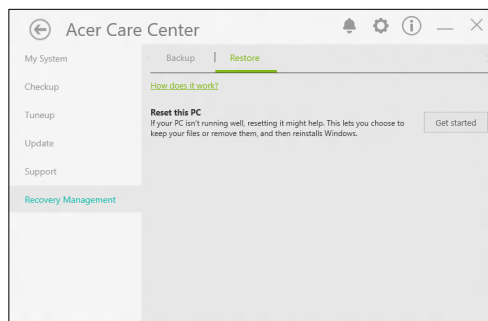 Acer Care Center
My System
Checkup
Tuneup
Update
Support
Recovery Management
Backup | Restore
How does it work?
Reset this PC
If your PC isn't running well, resetting it might help. This lets you choose to
keep your files or remove them, and then reinstalls Windows.
Get started